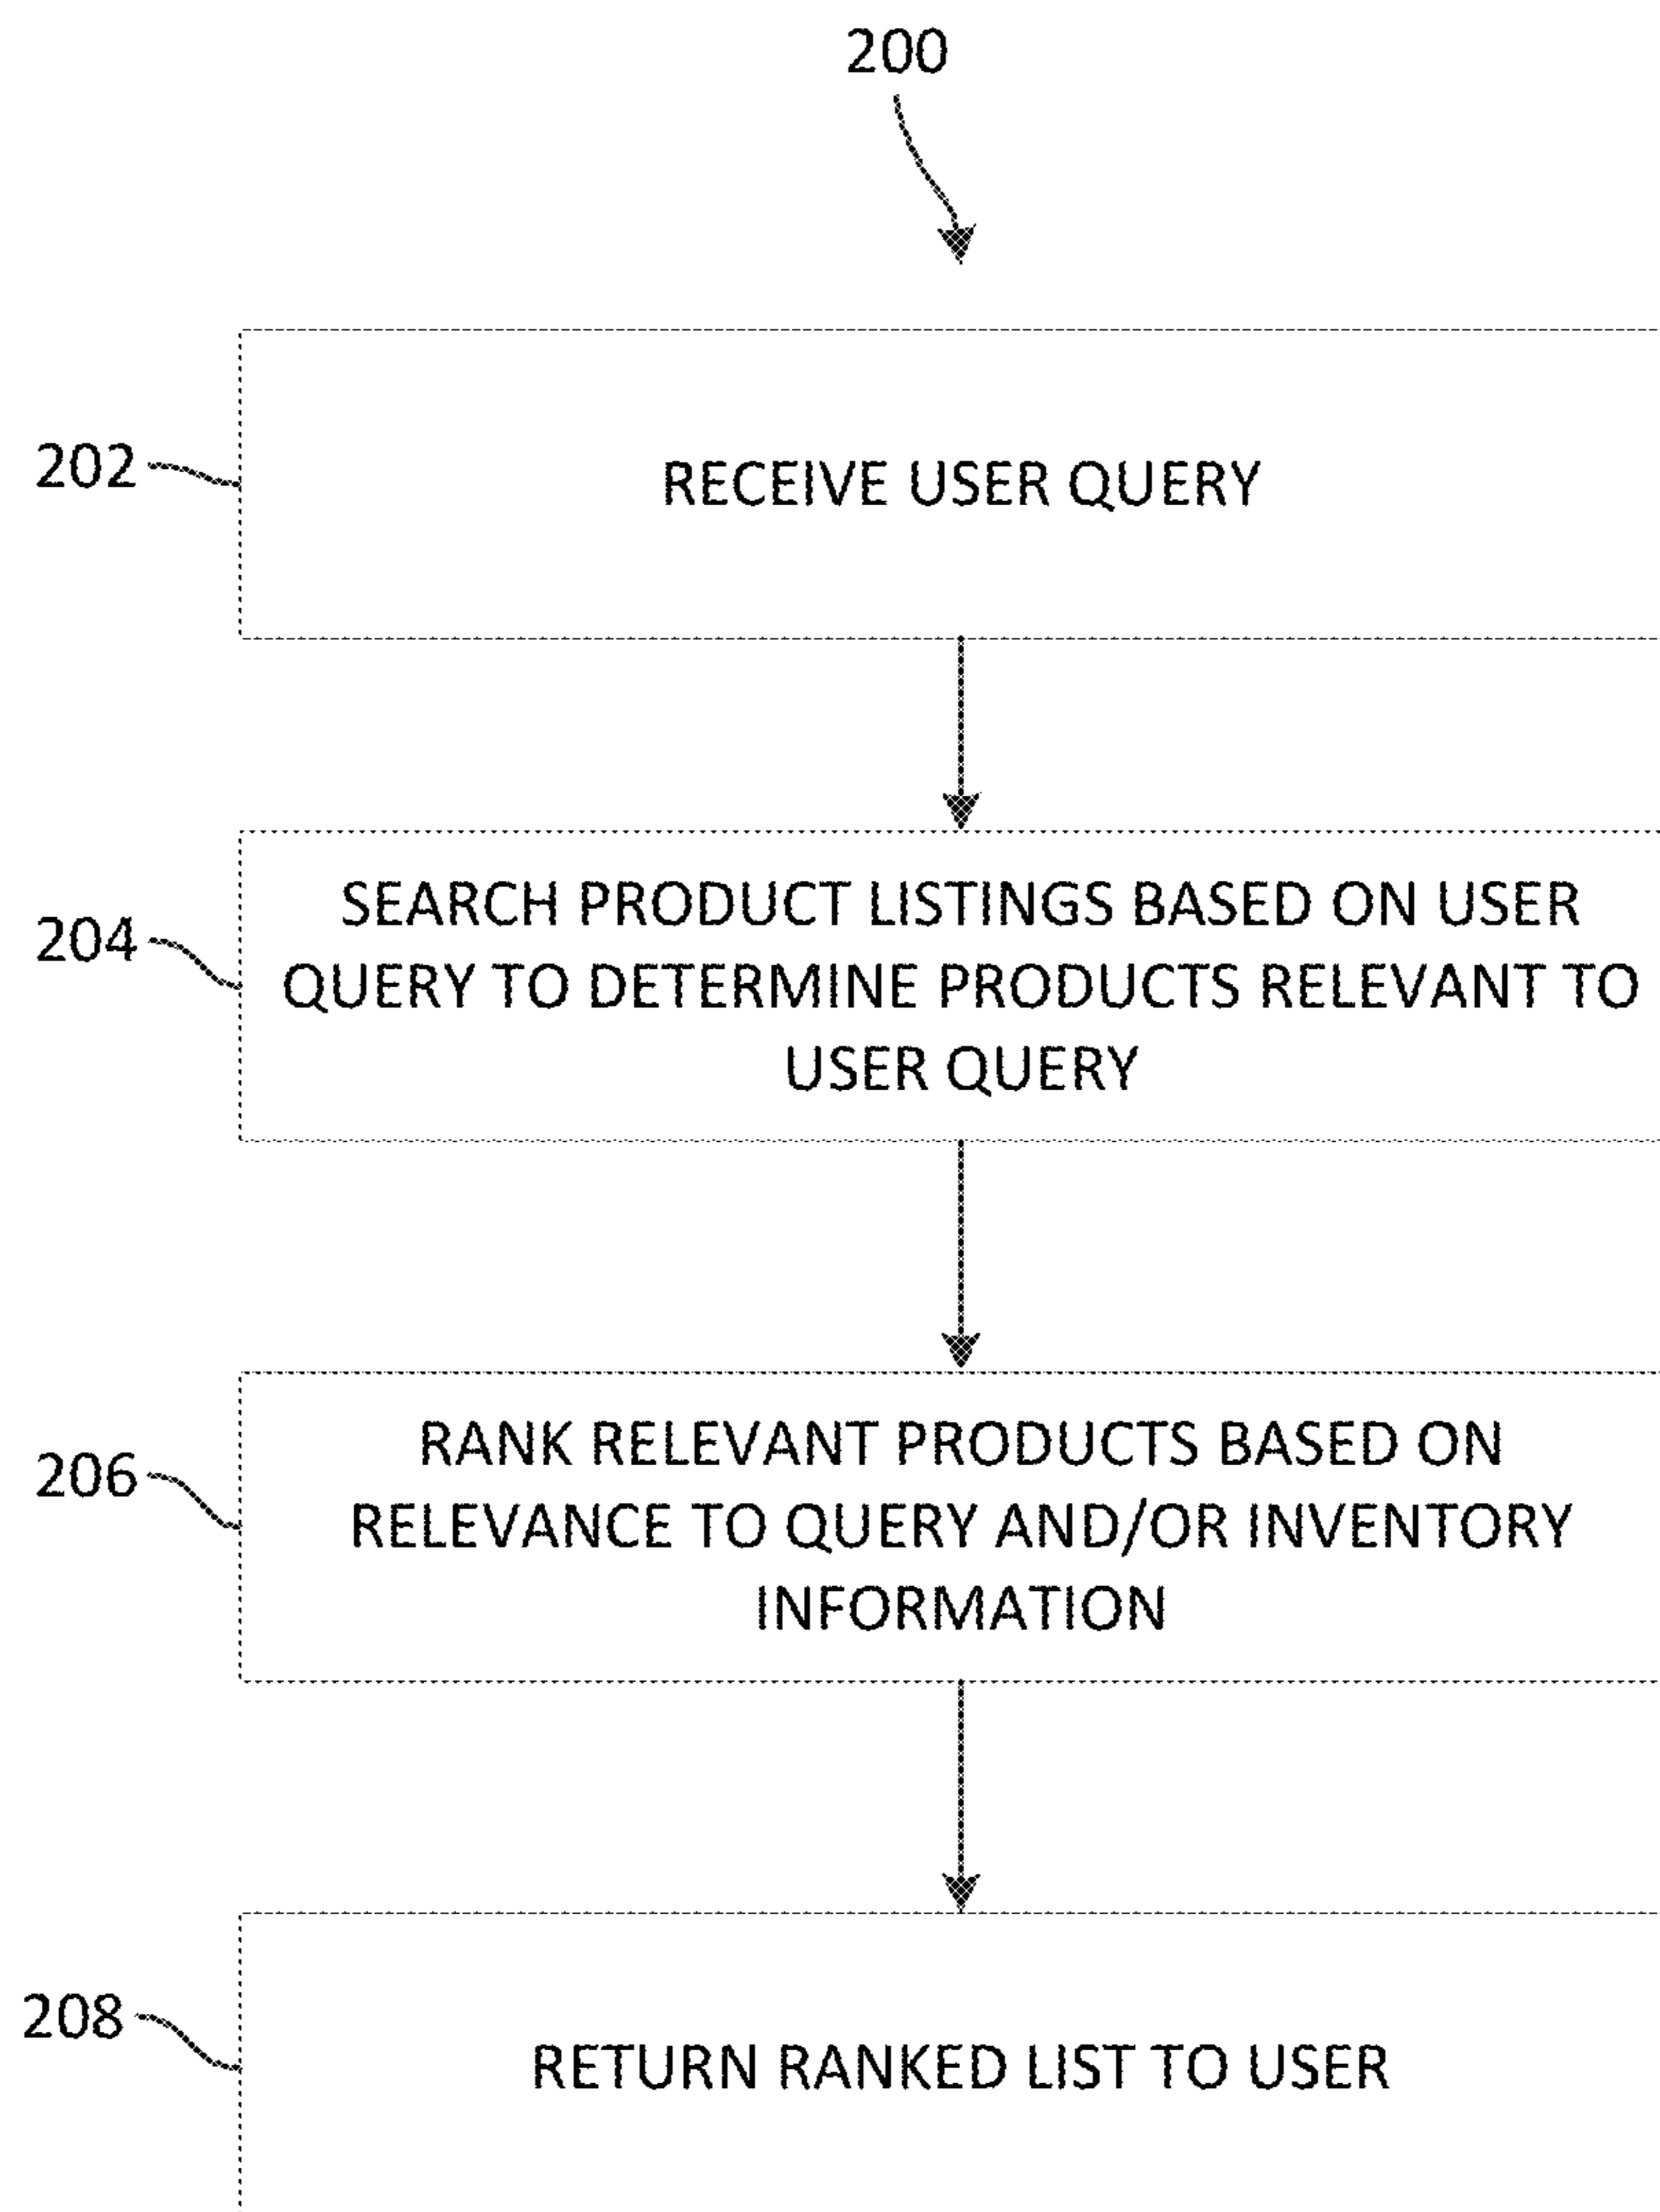 200
202
RECEIVE USER QUERY
204
SEARCH PRODUCT LISTINGS BASED ON USER
QUERY TO DETERMINE PRODUCTS RELEVANT TO
USER QUERY
206
RANK RELEVANT PRODUCTS BASED ON
RELEVANCE TO QUERY AND/OR INVENTORY
INFORMATION
208
RETURN RANKED LIST TO USER